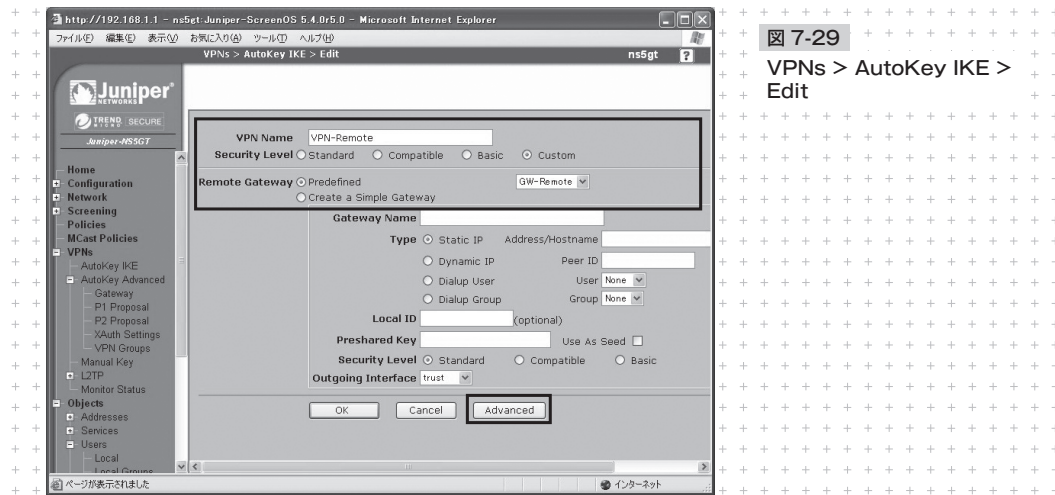 http://192.168.1.1 - ns5gt:Juniper-ScreenOS 5.4.0r5.0 - Microsoft Internet Explorer
ファイル(F) 編集(E) 表示(V) お気に入り(A) ツール(T) ヘルプ(H)
VPNs > AutoKey IKE > Edit ns5gt ?
Juniper
NETWORKS
TREND MICRO SECURE
Juniper-NS5GT
Home
Configuration
Network
Screening
Policies
MCast Policies
VPNs
AutoKey IKE
AutoKey Advanced
Gateway
P1 Proposal
P2 Proposal
XAuth Settings
VPN Groups
Manual Key
L2TP
Monitor Status
Objects
Addresses
Services
Users
Local
Local Groups
VPN Name VPN-Remote
Security Level Standard Compatible Basic Custom
Remote Gateway Predefined GW-Remote
Create a Simple Gateway
Gateway Name
Type Static IP Address/Hostname
Dynamic IP Peer ID
Dialup User User None
Dialup Group Group None
Local ID (optional)
Preshared Key Use As Seed
Security Level Standard Compatible Basic
Outgoing Interface trust
OK Cancel Advanced
ページが表示されました インターネット
図 7-29
VPNs > AutoKey IKE >
Edit